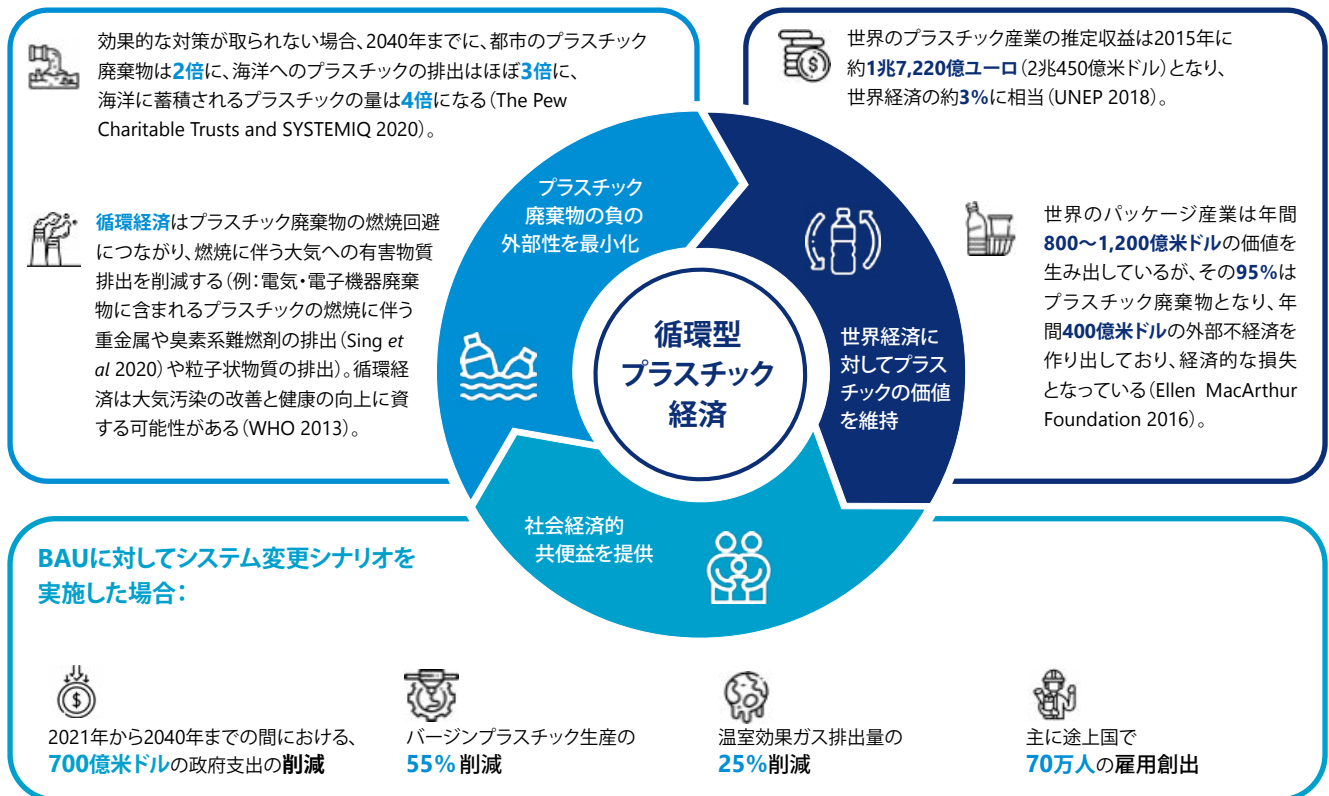 効果的な対策が取られない場合、2040年までに、都市のプラスチック
廃棄物は2倍に、海洋へのプラスチックの排出はほぼ3倍に、
海洋に蓄積されるプラスチックの量は4倍になる（The Pew
Charitable Trusts and SYSTEMIQ 2020）。
循環経済はプラスチック廃棄物の燃焼回避
につながり、燃焼に伴う大気への有害物質
排出を削減する（例：電気・電子機器廃棄
物に含まれるプラスチックの燃焼に伴う
重金属や臭素系難燃剤の排出（Sing et
al 2020）や粒子状物質の排出）。循環経
済は大気汚染の改善と健康の向上に資
する可能性がある（WHO 2013）。
世界のプラスチック産業の推定収益は2015年に
約1兆7,220億ユーロ（2兆450億米ドル）となり、
世界経済の約3%に相当（UNEP 2018）。
世界のパッケージ産業は年間
800〜1,200億米ドルの価値を
生み出しているが、その95%は
プラスチック廃棄物となり、年
間400億米ドルの外部不経済を
作り出しており、経済的な損失
となっている（Ellen MacArthur
Foundation 2016）。
プラスチック
廃棄物の負の
外部性を最小化
循環型
プラスチック
経済
世界経済に
対してプラス
チックの価値
を維持
社会経済的
共便益を提供
BAUに対してシステム変更シナリオを
実施した場合：
2021年から2040年までの間における、
700億米ドルの政府支出の削減
バージンプラスチック生産の
55% 削減
温室効果ガス排出量の
25%削減
主に途上国で
70万人の雇用創出